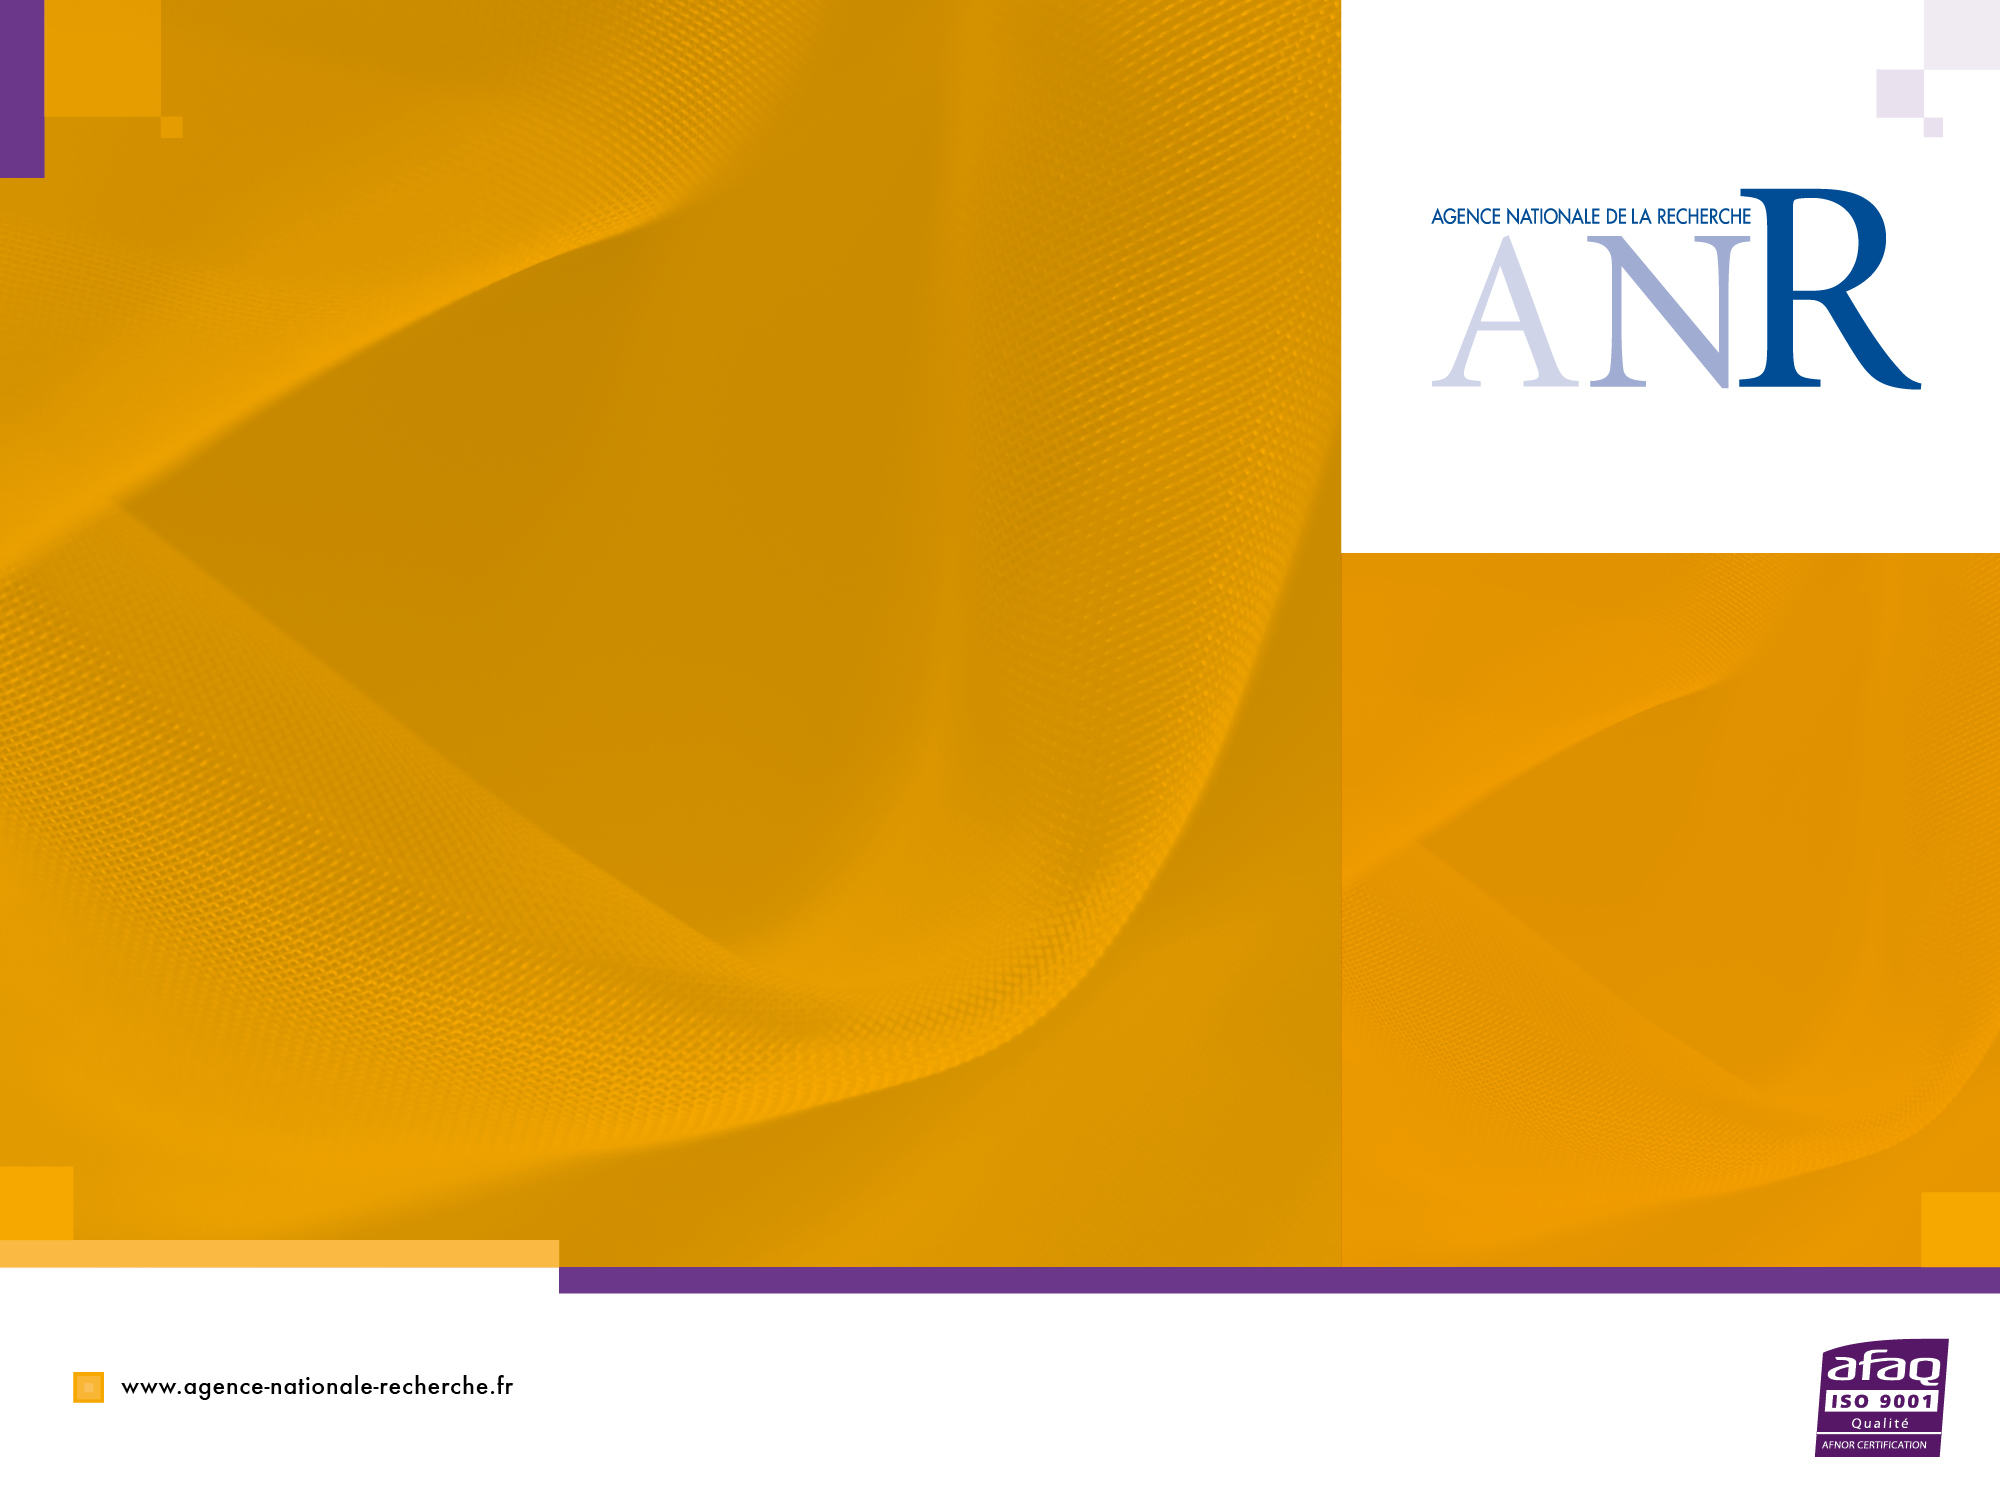 AGENCE NATIONALE DE LA RECHERCHE
ANR
www.agence-nationale-recherche.fr
afaq
ISO 9001
Qualité
AFNOR CERTIFICATION